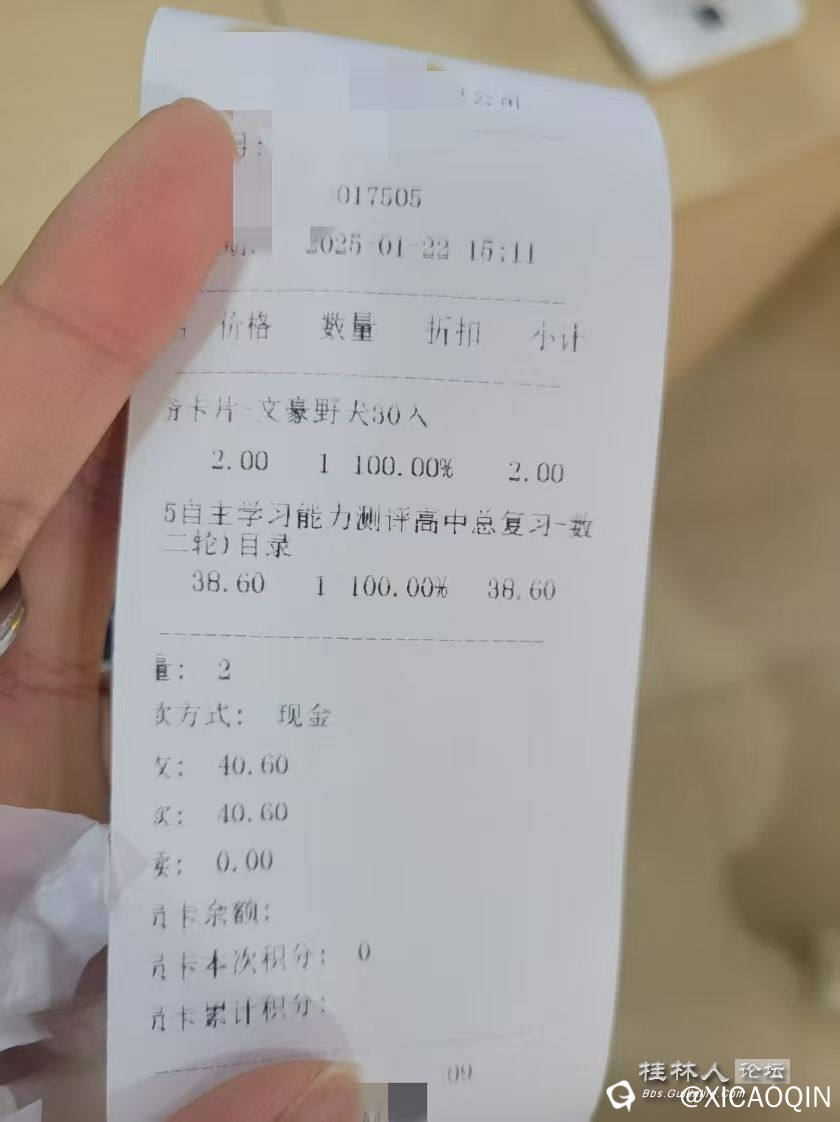 017505
2025-01-22 15:11
价格 数量 折扣 小计
卡片-文豪野犬30入
2.00 1 100.00% 2.00
5自主学习能力测评高中总复习-数
二轮)目录
38.60 1 100.00% 38.60
量: 2
方式: 现金
40.60
40.60
0.00
卡余额:
卡本次积分: 0
卡累计积分:
09
桂林人论坛
@XICAOQIN